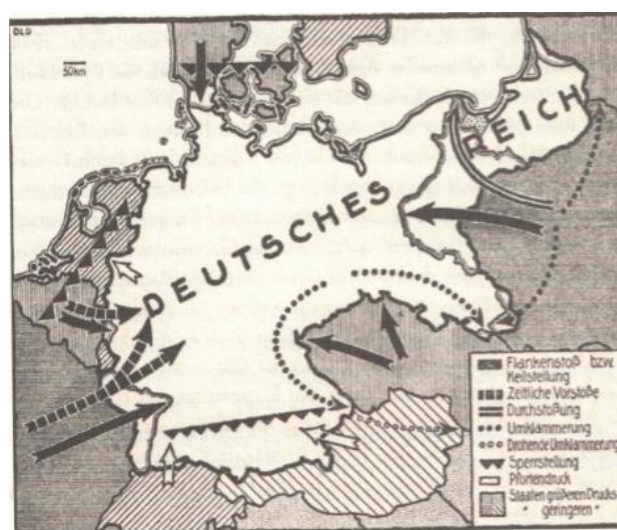 DLD
50km
DEUTSCHES REICH
Flankenstoß bzw.
Keilstellung
Zeitliche Vorstöße
Durchstoßung
Umklammerung
Drohende Umklammerung
Sperrstellung
Pfortendruck
Staaten größeren Drucks
" geringeren "